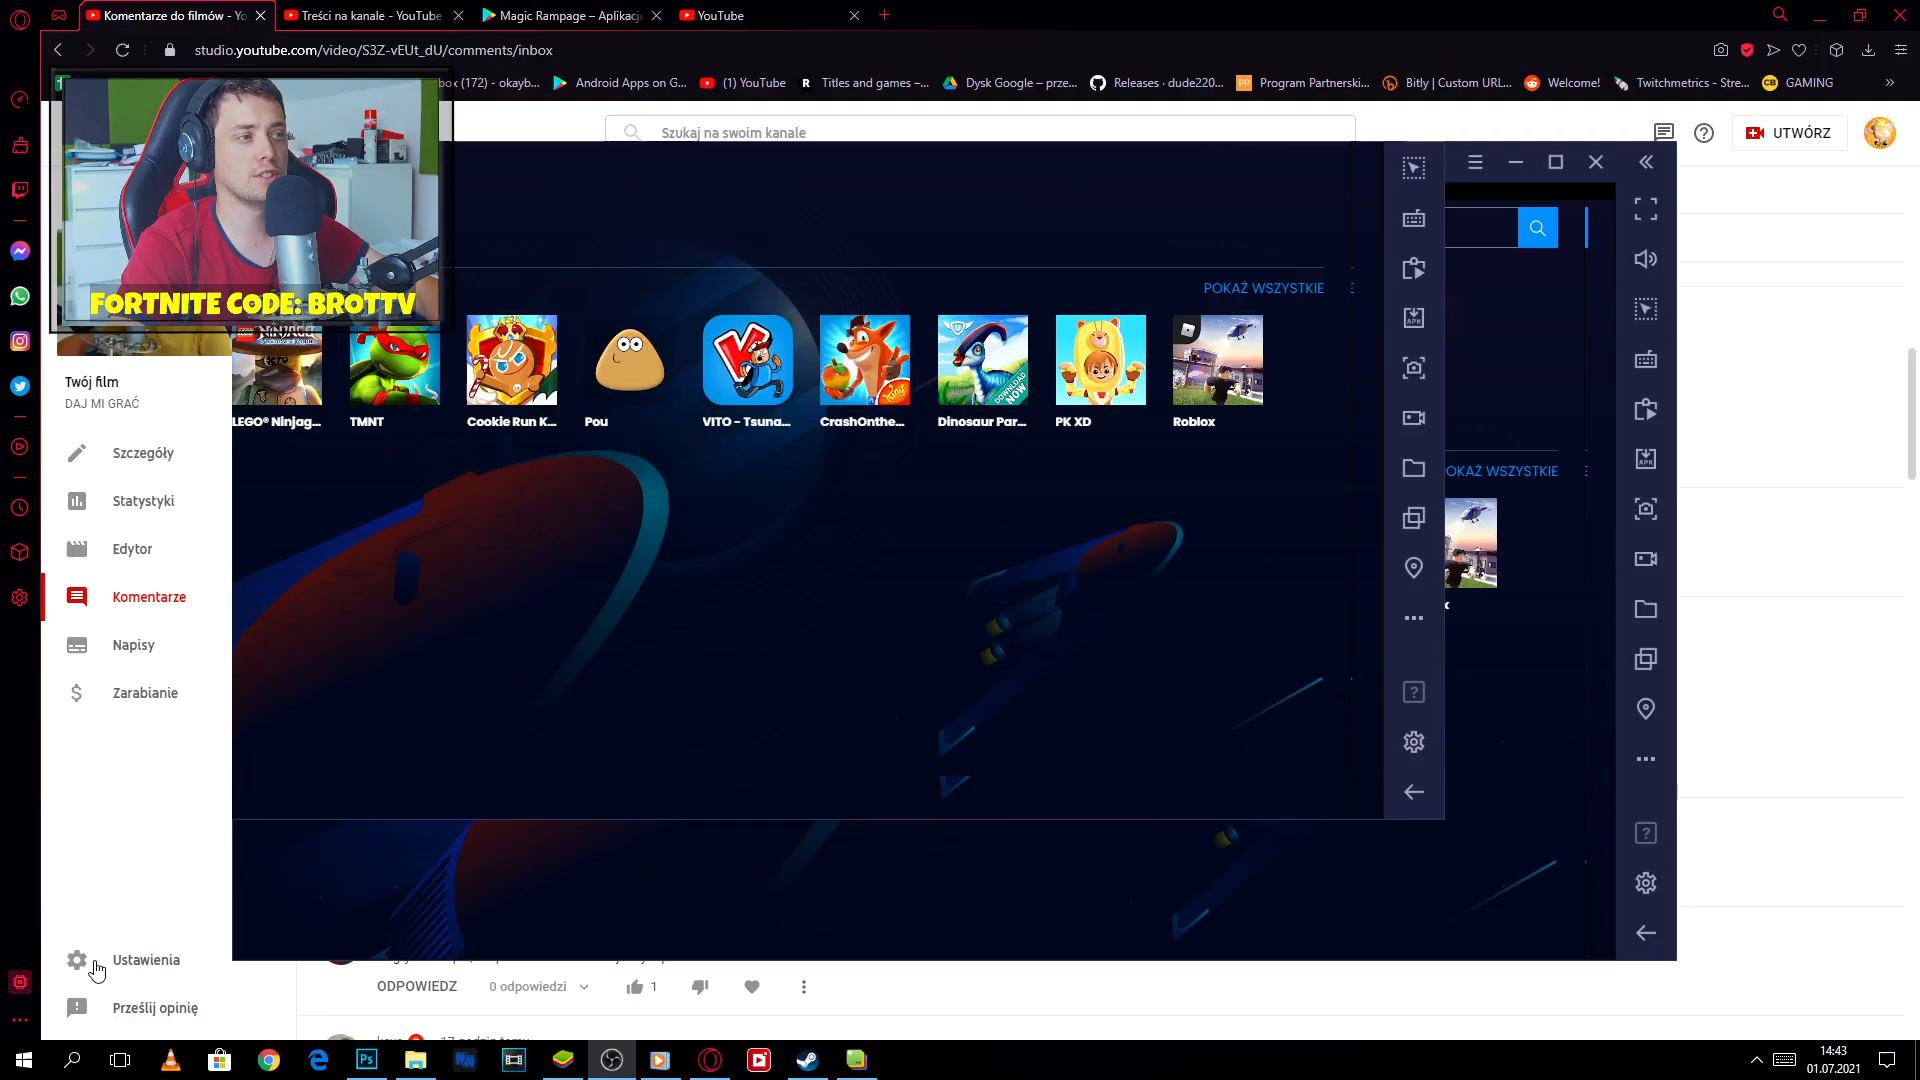 Komentarze do filmów - Yo
Treści na kanale - YouTube
Magic Rampage – Aplikacje
YouTube
studio.youtube.com/video/S3Z-vEUt_dU/comments/inbox
(172) - okayb...
Android Apps on G...
(1) YouTube
Titles and games –...
Dysk Google – prze...
Releases · dude220...
Program Partnerski...
Bitly | Custom URL...
Welcome!
Twitchmetrics - Stre...
GAMING
Szukaj na swoim kanale
UTWÓRZ
FORTNITE CODE: BROTTV
POKAŻ WSZYSTKIE
LEGO® Ninjag...
TMNT
Cookie Run K...
Pou
VITO - Tsuna...
CrashOnthe...
Dinosaur Par...
PK XD
Roblox
DOWNLOAD NOW
OKAŻ WSZYSTKIE
Twój film
DAJ MI GRAĆ
Szczegóły
Statystyki
Edytor
Komentarze
Napisy
Zarabianie
Ustawienia
Prześlij opinię
ODPOWIEDZ
0 odpowiedzi
1
14:43
01.07.2021